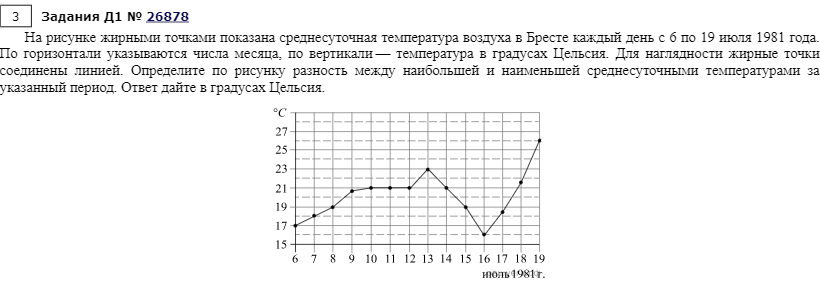 3 Задания Д1 № 26878
На рисунке жирными точками показана среднесуточная температура воздуха в Бресте каждый день с 6 по 19 июля 1981 года.
По горизонтали указываются числа месяца, по вертикали — температура в градусах Цельсия. Для наглядности жирные точки
соединены линией. Определите по рисунку разность между наибольшей и наименьшей среднесуточными температурами за
указанный период. Ответ дайте в градусах Цельсия.
°C
27
25
23
21
19
17
15
6 7 8 9 10 11 12 13 14 15 16 17 18 19
июль 1981 г.